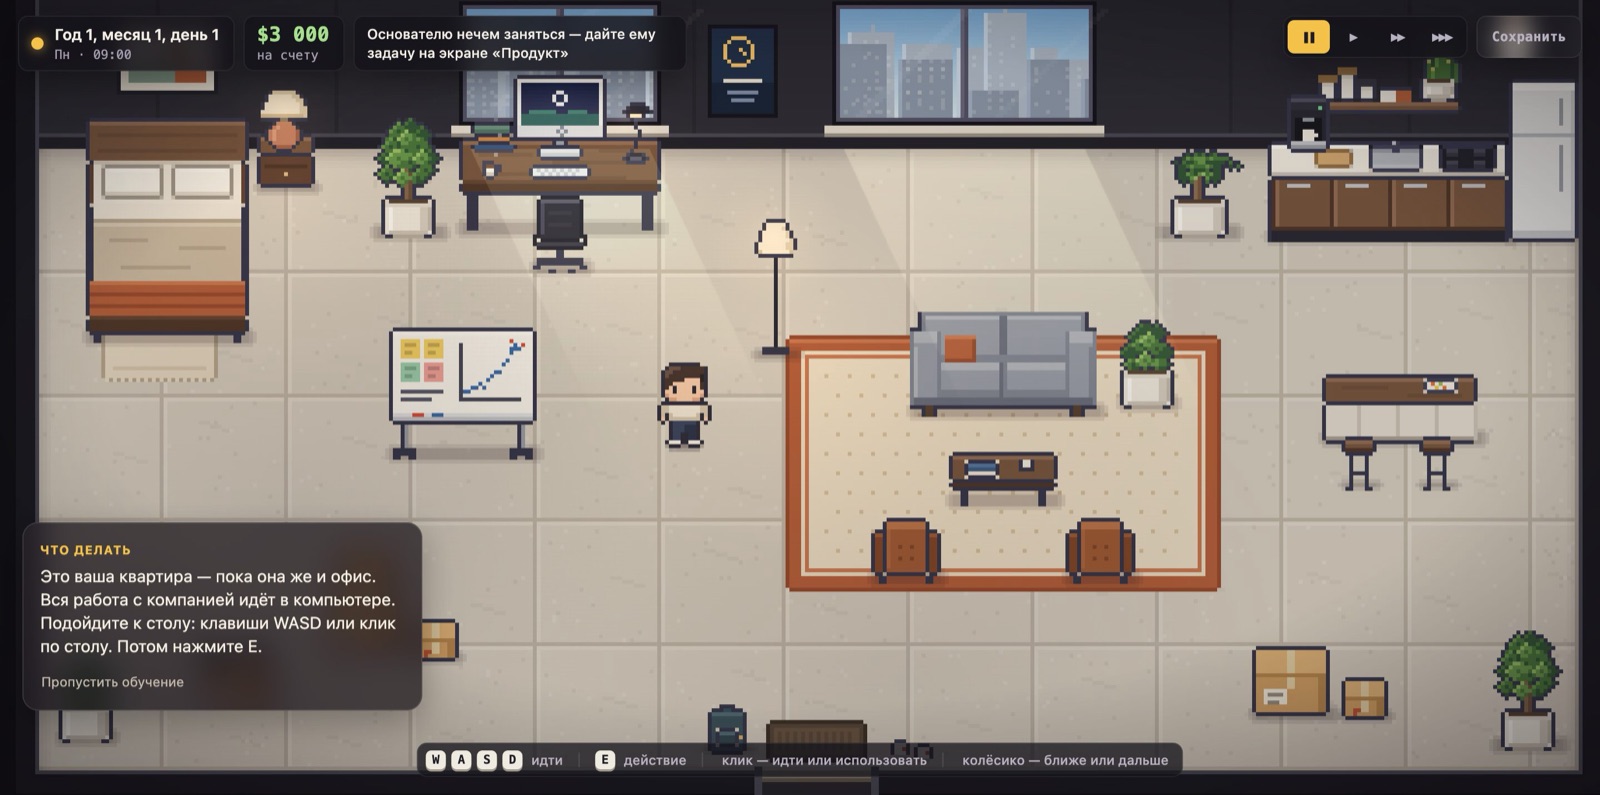 Год 1, месяц 1, день 1
Пн · 09:00
$3 000
на счету
Основателю нечем заняться — дайте ему
задачу на экране «Продукт»
Сохранить
ЧТО ДЕЛАТЬ
Это ваша квартира — пока она же и офис.
Вся работа с компанией идёт в компьютере.
Подойдите к столу: клавиши WASD или клик
по столу. Потом нажмите E.
Пропустить обучение
W A S D идти E действие клик — идти или использовать колёсико — ближе или дальше